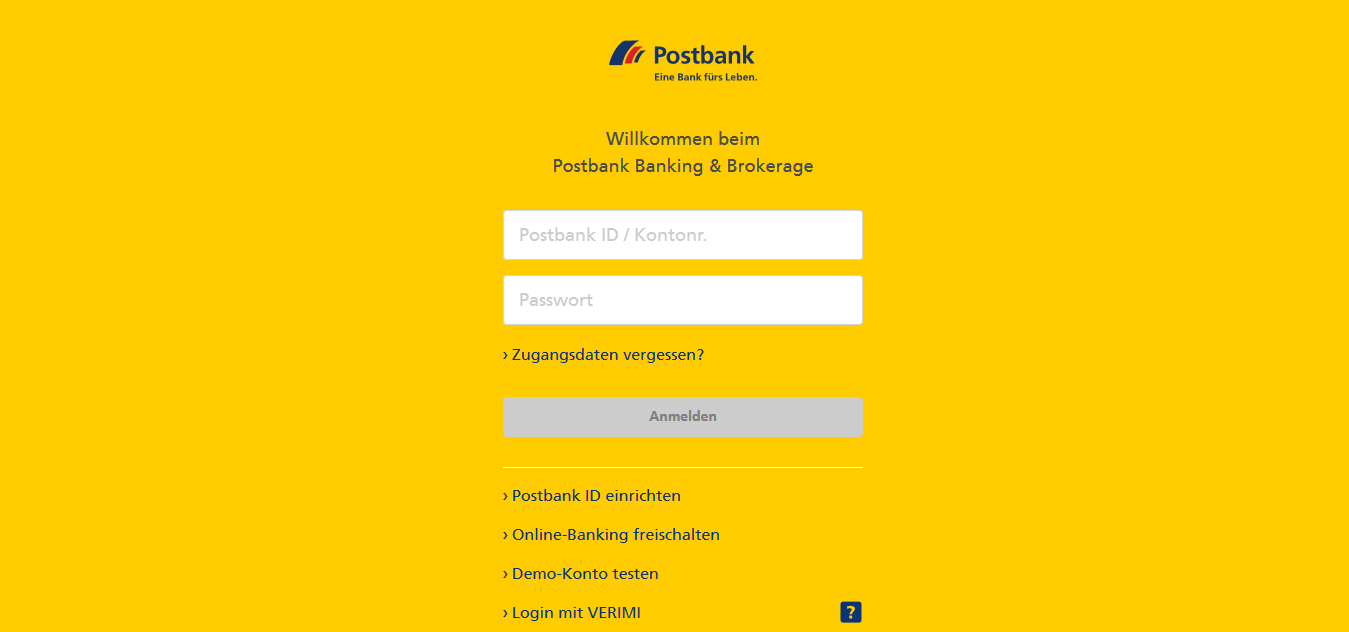 Postbank
Eine Bank fürs Leben.
Willkommen beim
Postbank Banking & Brokerage
Postbank ID / Kontonr.
Passwort
› Zugangsdaten vergessen?
Anmelden
› Postbank ID einrichten
› Online-Banking freischalten
› Demo-Konto testen
› Login mit VERIMI ?